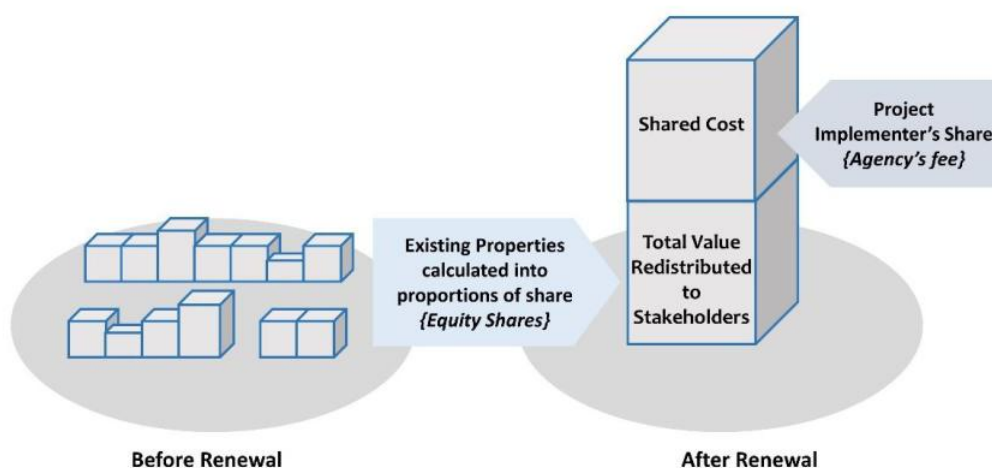 Shared Cost
Project
Implementer's Share
{Agency's fee}
Existing Properties
calculated into
proportions of share
{Equity Shares}
Total Value
Redistributed
to
Stakeholders
Before Renewal
After Renewal